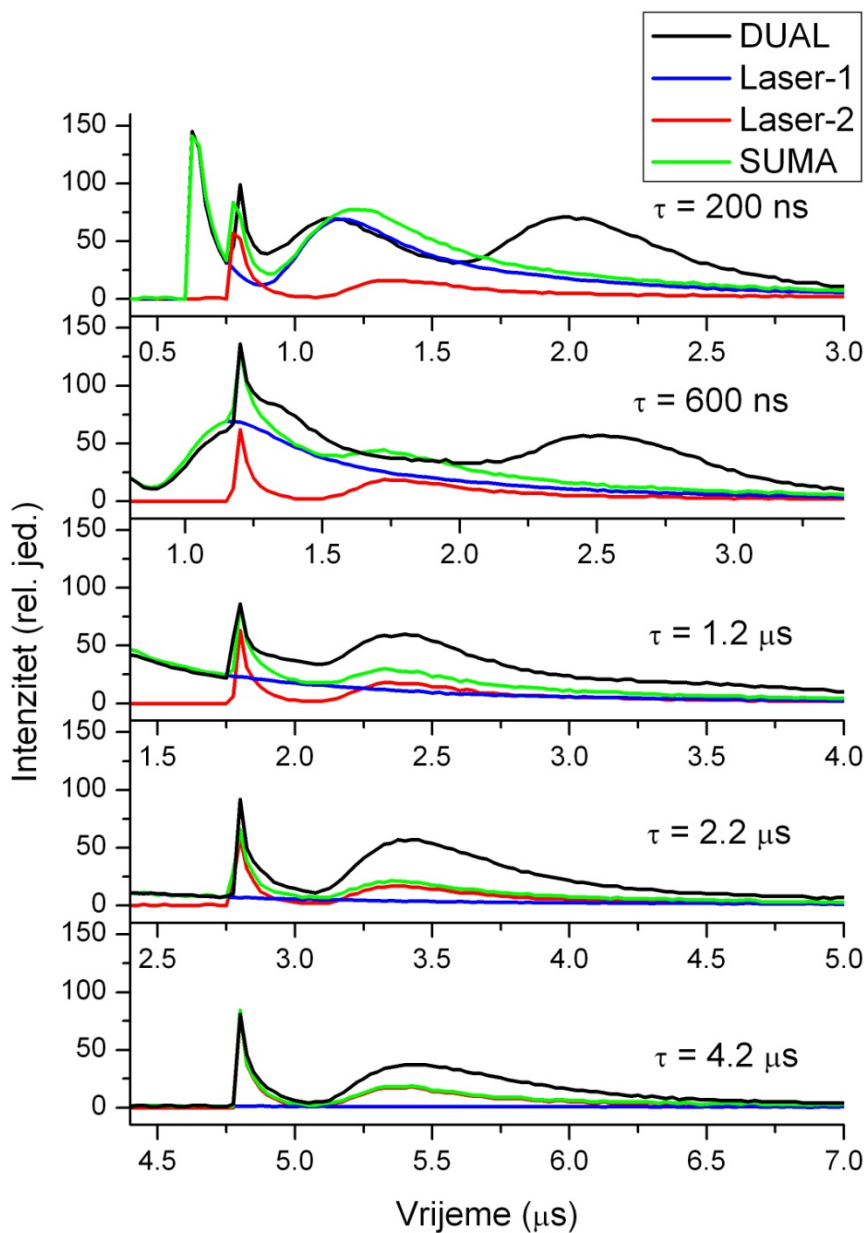 DUAL
Laser-1
Laser-2
SUMA
150
100
50
0
τ = 200 ns
0.5 1.0 1.5 2.0 2.5 3.0
150
100
50
0
τ = 600 ns
1.0 1.5 2.0 2.5 3.0
150
100
50
0
τ = 1.2 μs
1.5 2.0 2.5 3.0 3.5 4.0
150
100
50
0
τ = 2.2 μs
2.5 3.0 3.5 4.0 4.5 5.0
150
100
50
0
τ = 4.2 μs
4.5 5.0 5.5 6.0 6.5 7.0
Intenzitet (rel. jed.)
Vrijeme (μs)